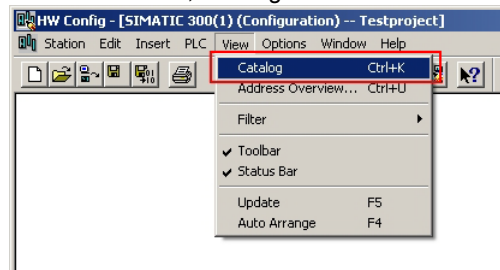 HW Config - [SIMATIC 300(1) (Configuration) -- Testproject]
Station Edit Insert PLC View Options Window Help
Catalog Ctrl+K
Address Overview... Ctrl+U
Filter
Toolbar
Status Bar
Update F5
Auto Arrange F4